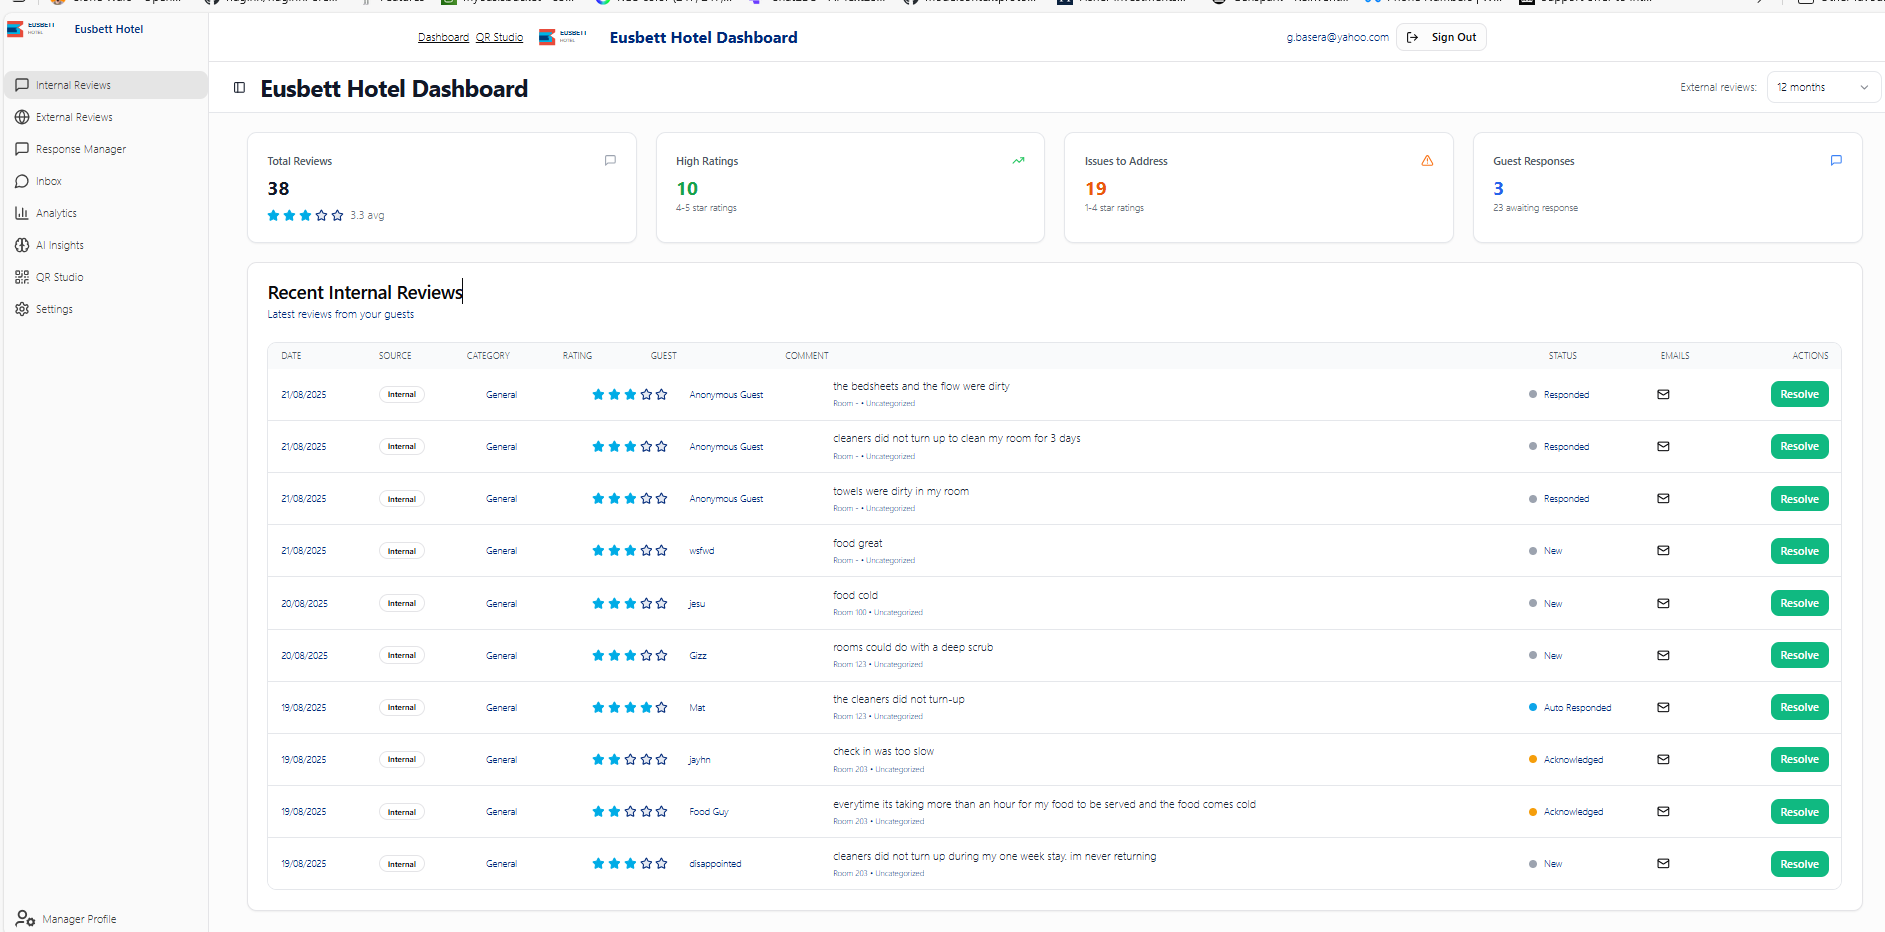 EUSBETT
HOTEL
Eusbett Hotel
Dashboard QR Studio
EUSBETT
HOTEL
Eusbett Hotel Dashboard
g.basera@yahoo.com
Sign Out
Internal Reviews
External Reviews
Response Manager
Inbox
Analytics
AI Insights
QR Studio
Settings
Manager Profile
Eusbett Hotel Dashboard
External reviews: 12 months
Total Reviews
38
3.3 avg
High Ratings
10
4-5 star ratings
Issues to Address
19
1-4 star ratings
Guest Responses
3
23 awaiting response
Recent Internal Reviews
Latest reviews from your guests
DATE SOURCE CATEGORY RATING GUEST COMMENT STATUS EMAILS ACTIONS
21/08/2025 Internal General Anonymous Guest the bedsheets and the flow were dirty Responded Resolve
Room - • Uncategorized
21/08/2025 Internal General Anonymous Guest cleaners did not turn up to clean my room for 3 days Responded Resolve
Room - • Uncategorized
21/08/2025 Internal General Anonymous Guest towels were dirty in my room Responded Resolve
Room - • Uncategorized
21/08/2025 Internal General wsfwd food great New Resolve
Room - • Uncategorized
20/08/2025 Internal General jesu food cold New Resolve
Room 100 • Uncategorized
20/08/2025 Internal General Gizz rooms could do with a deep scrub New Resolve
Room 123 • Uncategorized
19/08/2025 Internal General Mat the cleaners did not turn-up Auto Responded Resolve
Room 123 • Uncategorized
19/08/2025 Internal General jayhn check in was too slow Acknowledged Resolve
Room 203 • Uncategorized
19/08/2025 Internal General Food Guy everytime its taking more than an hour for my food to be served and the food comes cold Acknowledged Resolve
Room 203 • Uncategorized
19/08/2025 Internal General disappointed cleaners did not turn up during my one week stay. im never returning New Resolve
Room 203 • Uncategorized